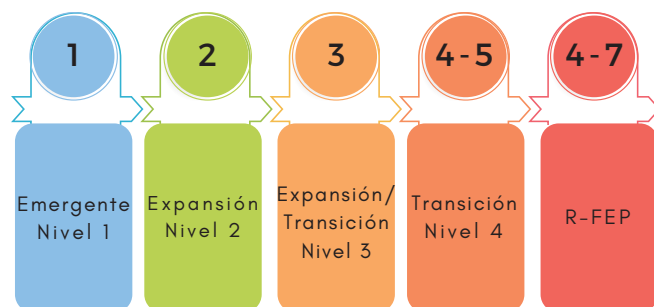 1
2
3
4-5
4-7
Emergente
Nivel 1
Expansión
Nivel 2
Expansión/
Transición
Nivel 3
Transición
Nivel 4
R-FEP